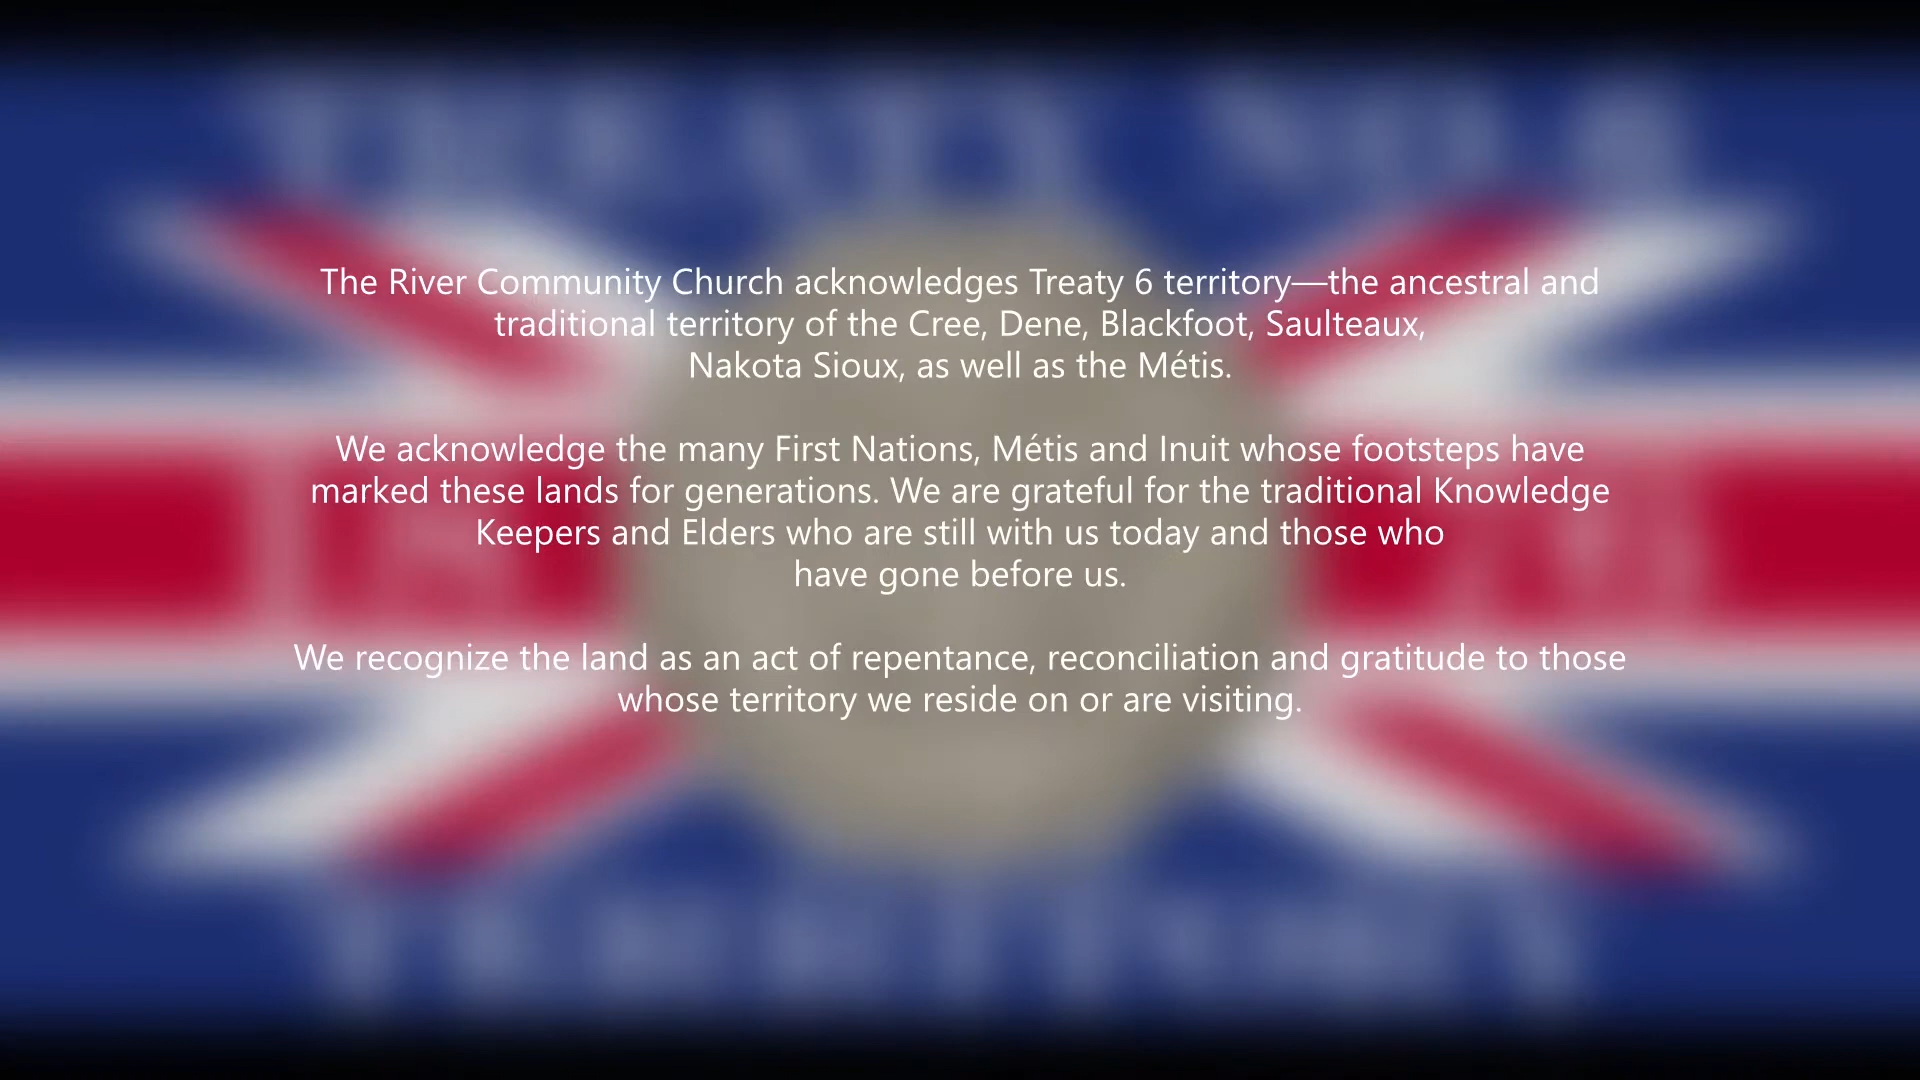 The River Community Church acknowledges Treaty 6 territory—the ancestral and
traditional territory of the Cree, Dene, Blackfoot, Saulteaux,
Nakota Sioux, as well as the Métis.
We acknowledge the many First Nations, Métis and Inuit whose footsteps have
marked these lands for generations. We are grateful for the traditional Knowledge
Keepers and Elders who are still with us today and those who
have gone before us.
We recognize the land as an act of repentance, reconciliation and gratitude to those
whose territory we reside on or are visiting.